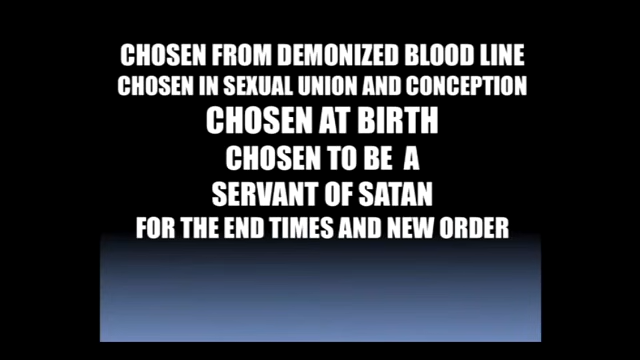 CHOSEN FROM DEMONIZED BLOOD LINE
CHOSEN IN SEXUAL UNION AND CONCEPTION
CHOSEN AT BIRTH
CHOSEN TO BE A
SERVANT OF SATAN
FOR THE END TIMES AND NEW ORDER